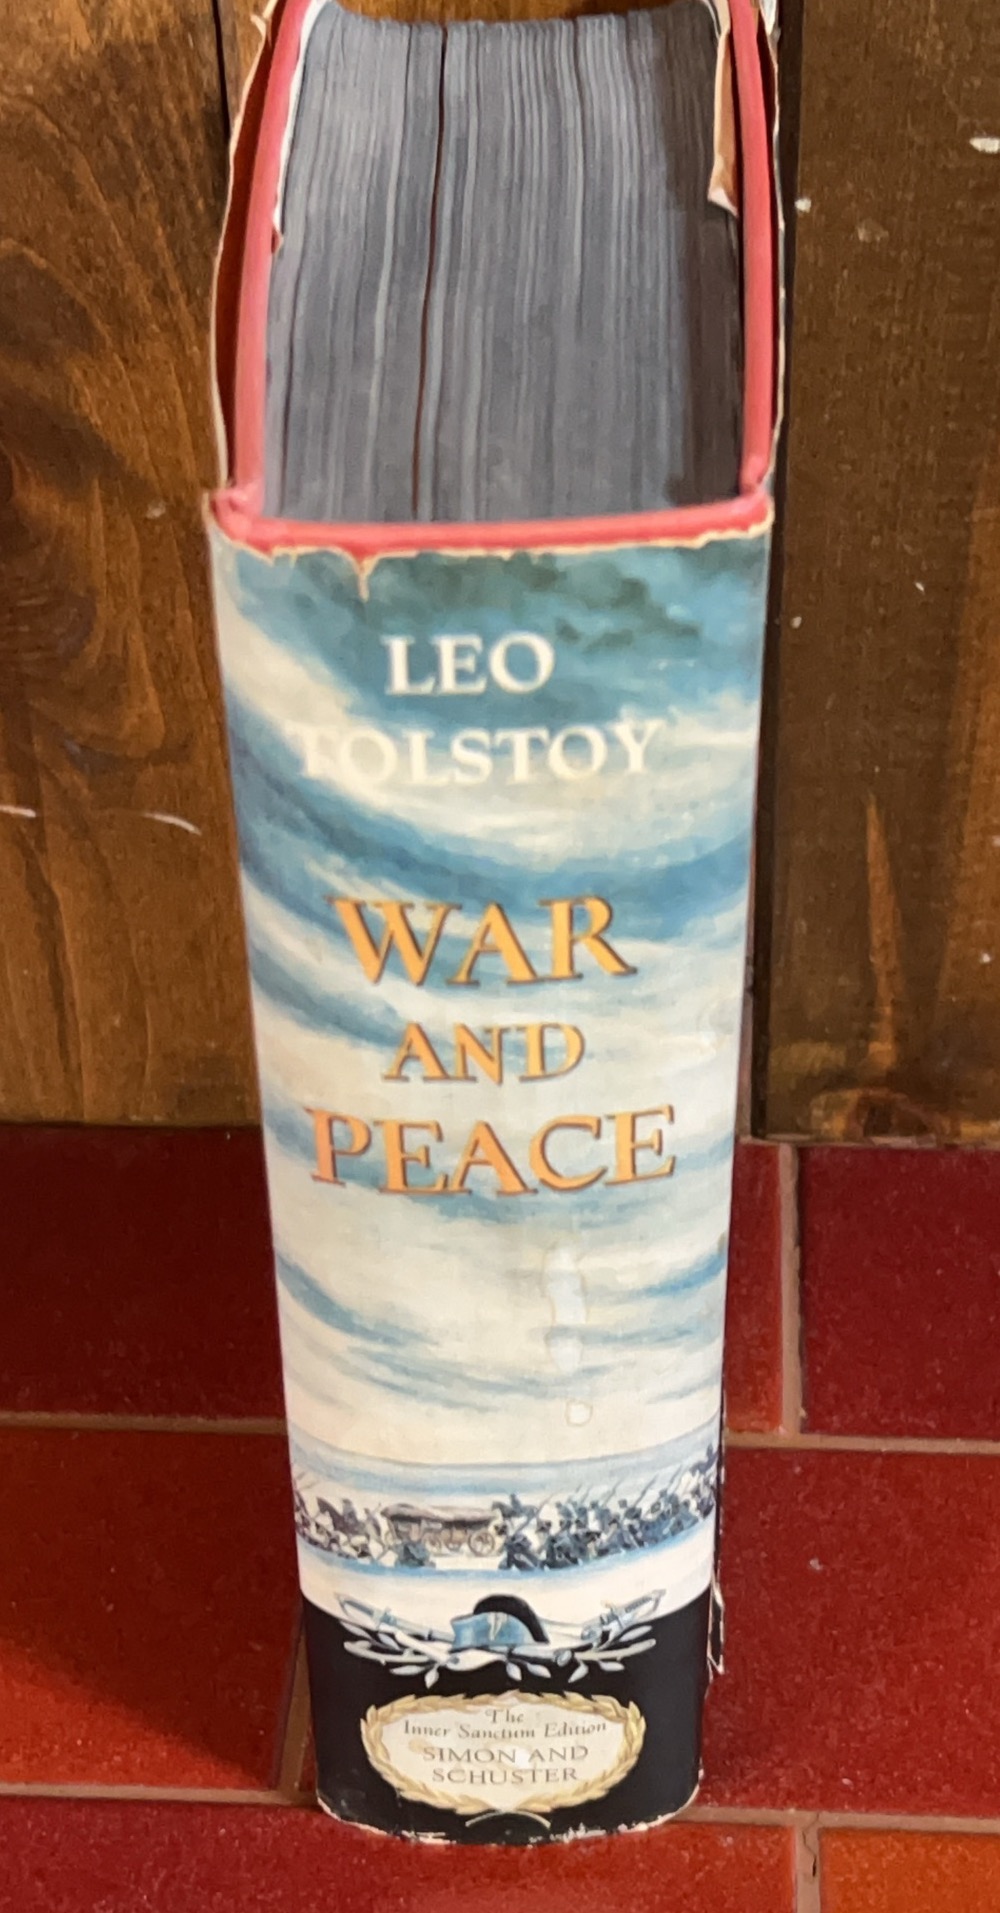 LEO
TOLSTOY
WAR
AND
PEACE
The
Inner Sanctum Edition
SIMON AND
SCHUSTER